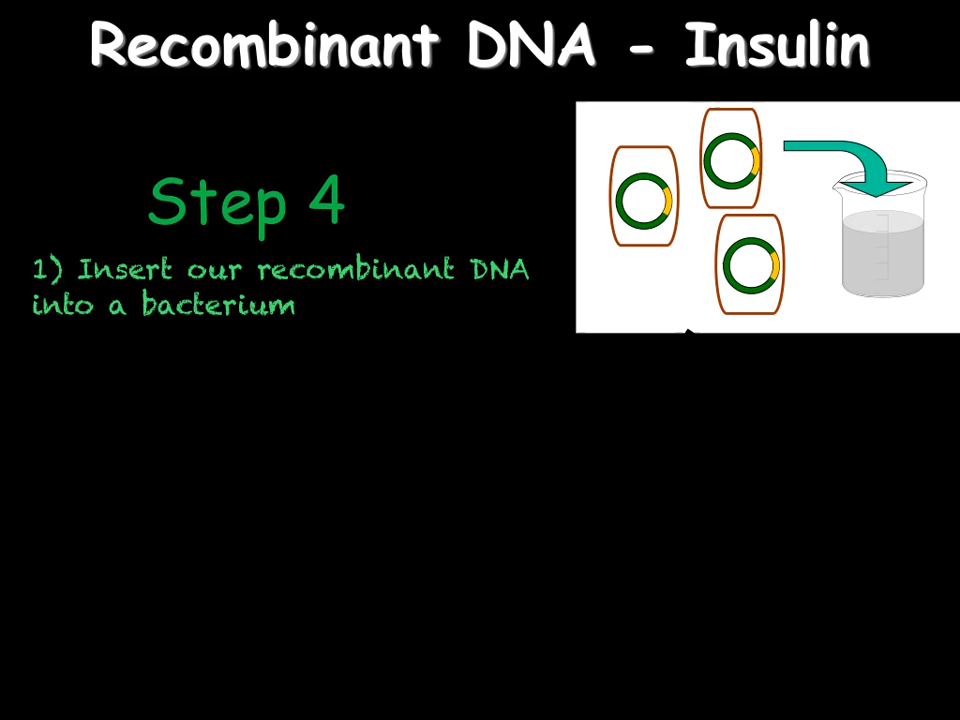 Recombinant DNA - Insulin
Step 4
1) Insert our recombinant DNA
into a bacterium